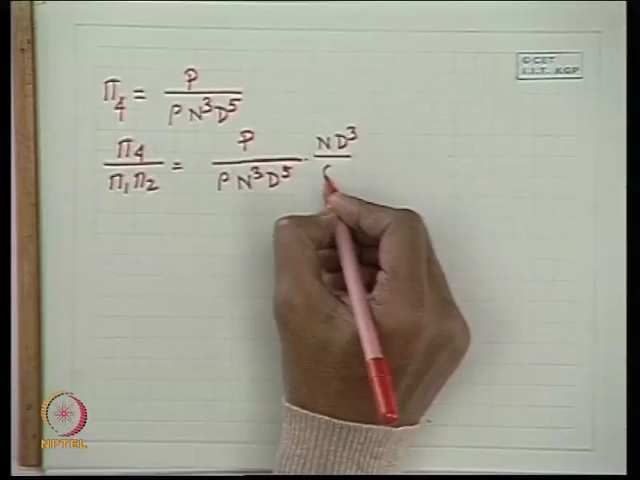 ©CET
I.I.T. KGP
Π₄ = P / ρN³D⁵
Π₄ / Π₁Π₂ = P / ρN³D⁵ · ND³
NPTEL